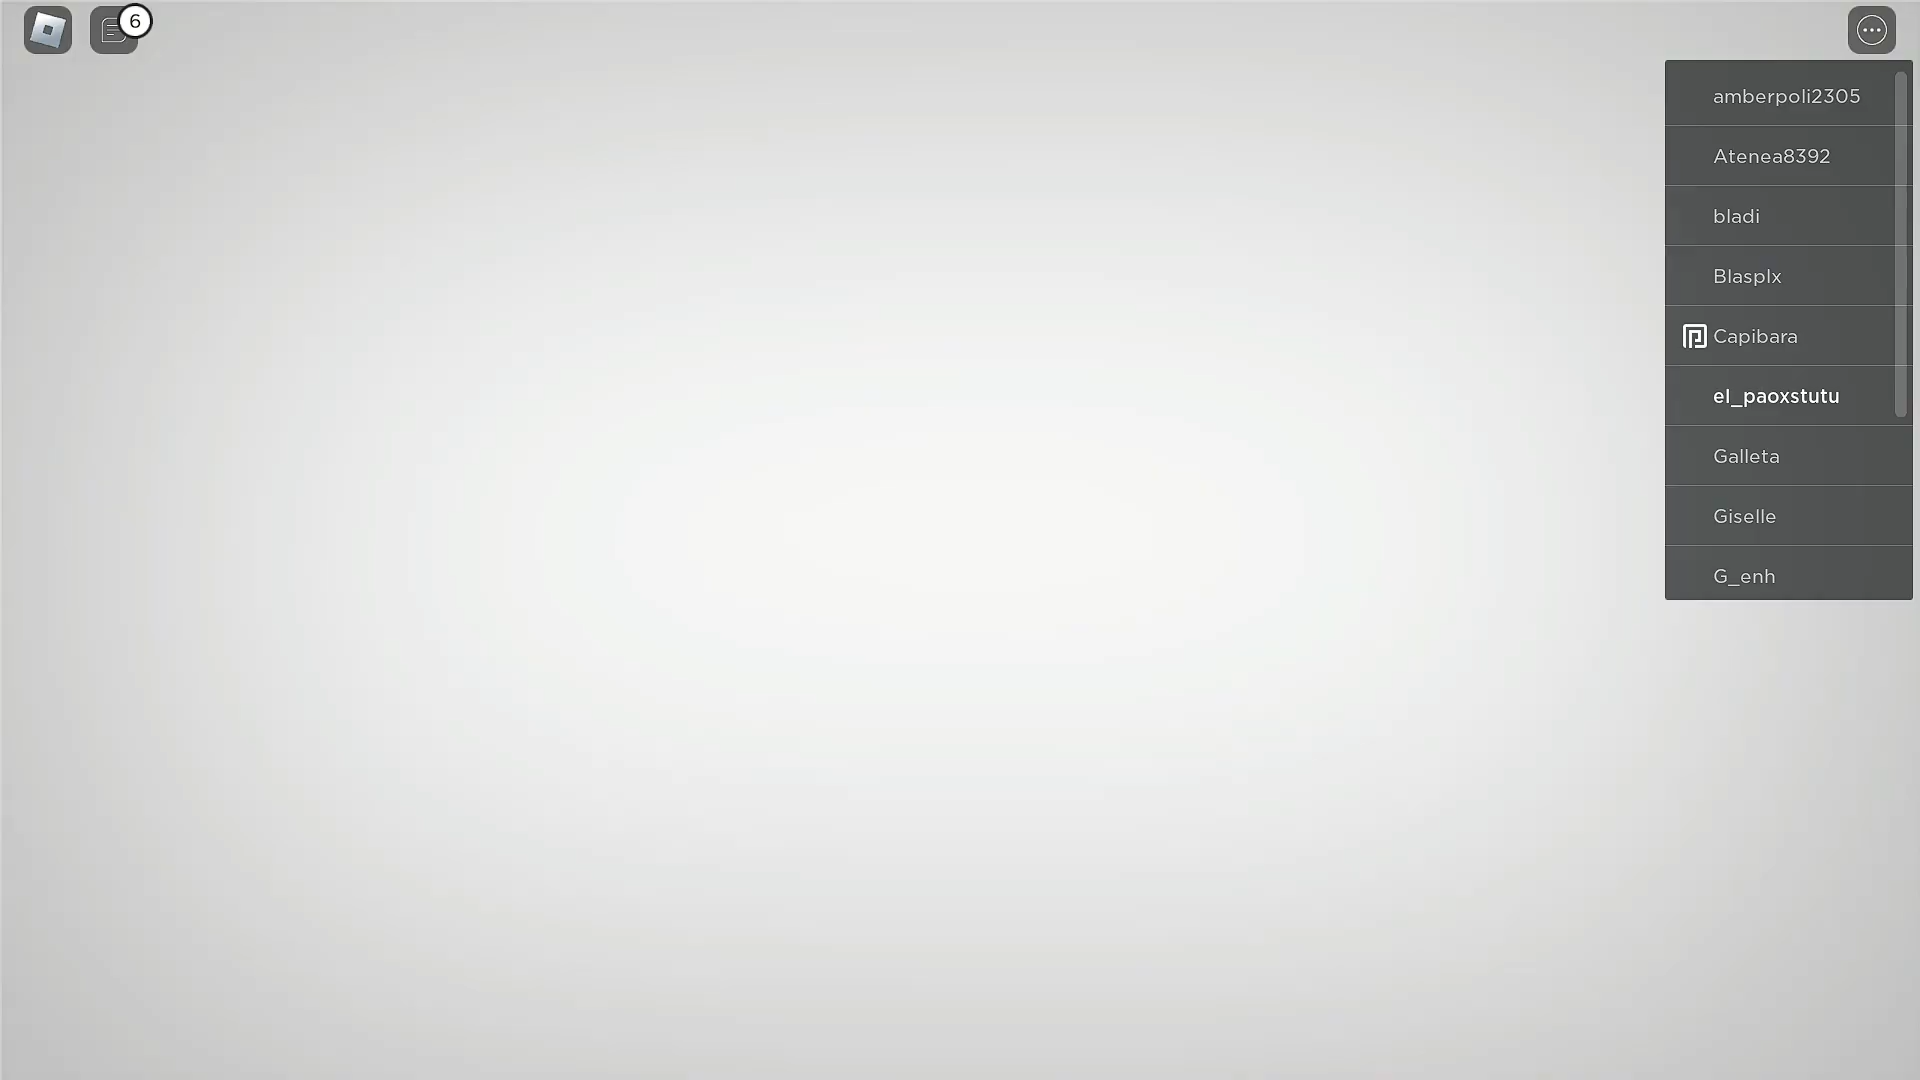 6
amberpoli2305
Atenea8392
bladi
Blasplx
Capibara
el_paoxstutu
Galleta
Giselle
G_enh